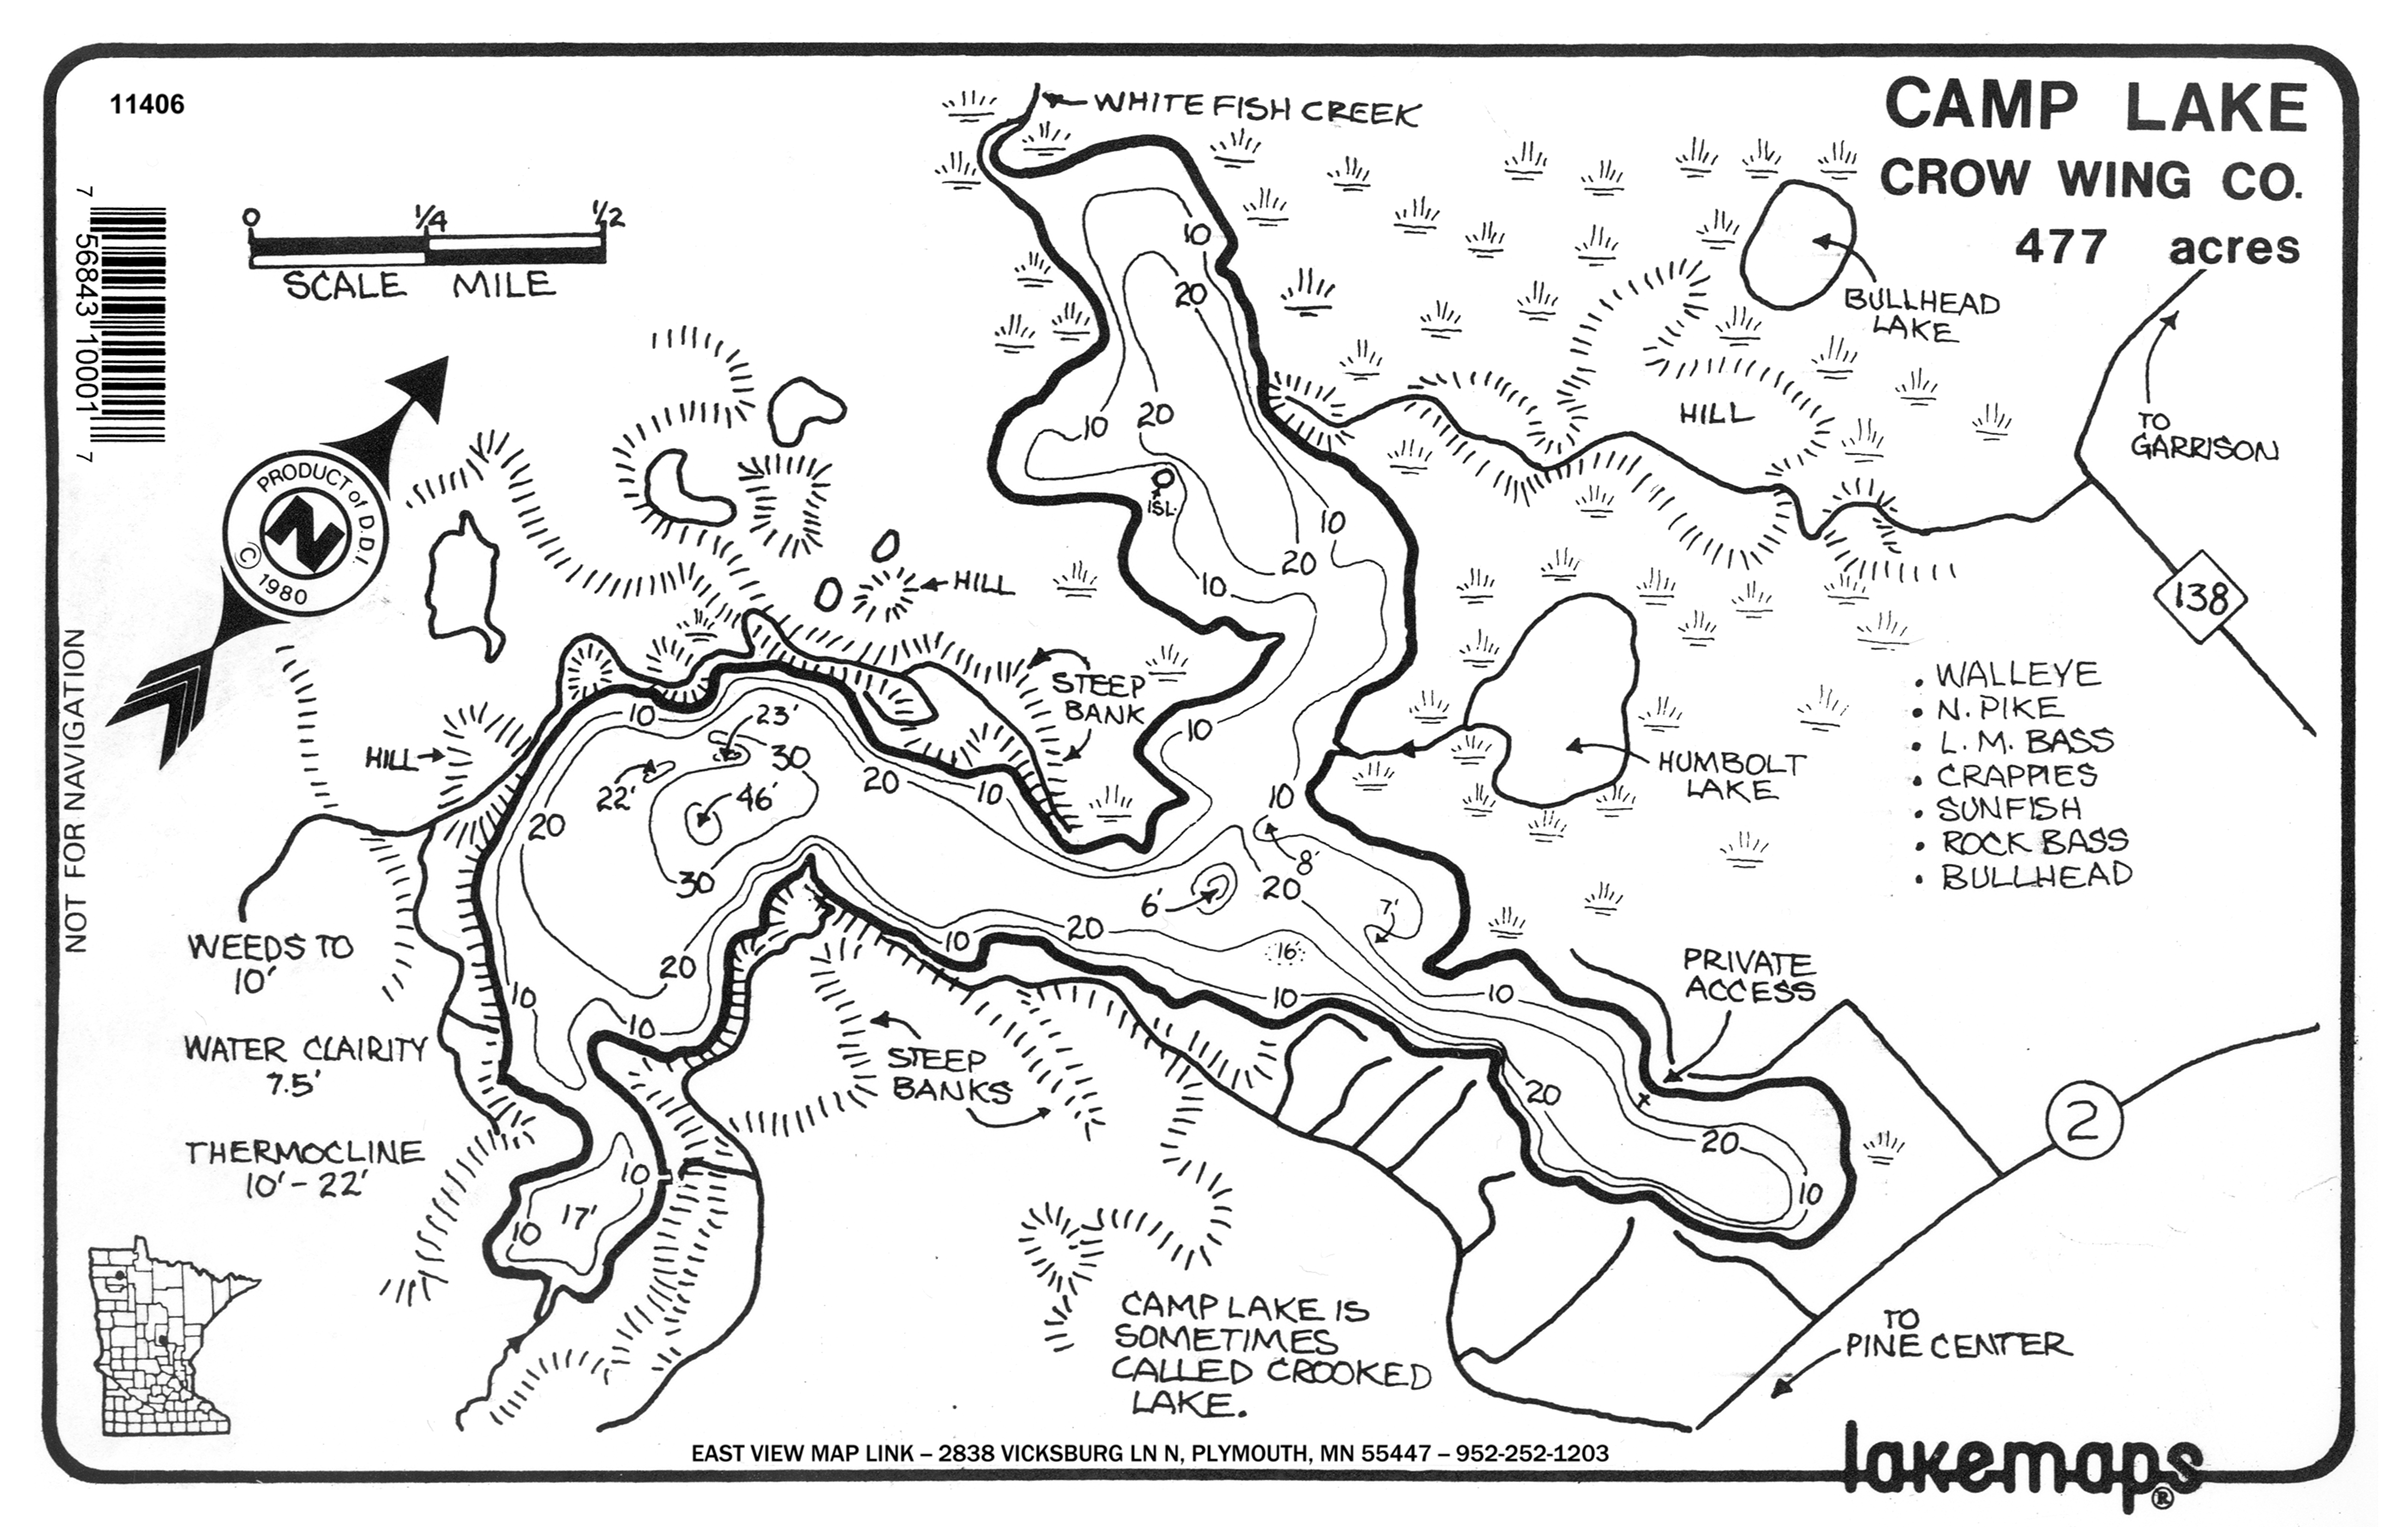 11406
7 56843 10001 7
NOT FOR NAVIGATION
0 1/4 1/2
SCALE MILE
PRODUCT of D.D.I.
N
© 1980
CAMP LAKE
CROW WING CO.
477 acres
WHITEFISH CREEK
BULLHEAD
LAKE
HILL
TO
GARRISON
138
10
20
10
20
ISL.
10
20
10
HILL
STEEP
BANK
10
10
HUMBOLT
LAKE
• WALLEYE
• N. PIKE
• L.M. BASS
• CRAPPIES
• SUNFISH
• ROCK BASS
• BULLHEAD
HILL
10
23'
30
22'
46'
20
10
20
30
8'
6'
20
7'
20
10
16'
20
10
10
10
10
PRIVATE
ACCESS
WEEDS TO
10'
WATER CLAIRITY
7.5'
THERMOCLINE
10'-22'
STEEP
BANKS
20
20
10
2
10
17'
10
CAMP LAKE IS
SOMETIMES
CALLED CROOKED
LAKE.
TO
PINE CENTER
EAST VIEW MAP LINK – 2838 VICKSBURG LN N, PLYMOUTH, MN 55447 – 952-252-1203
lakemaps®